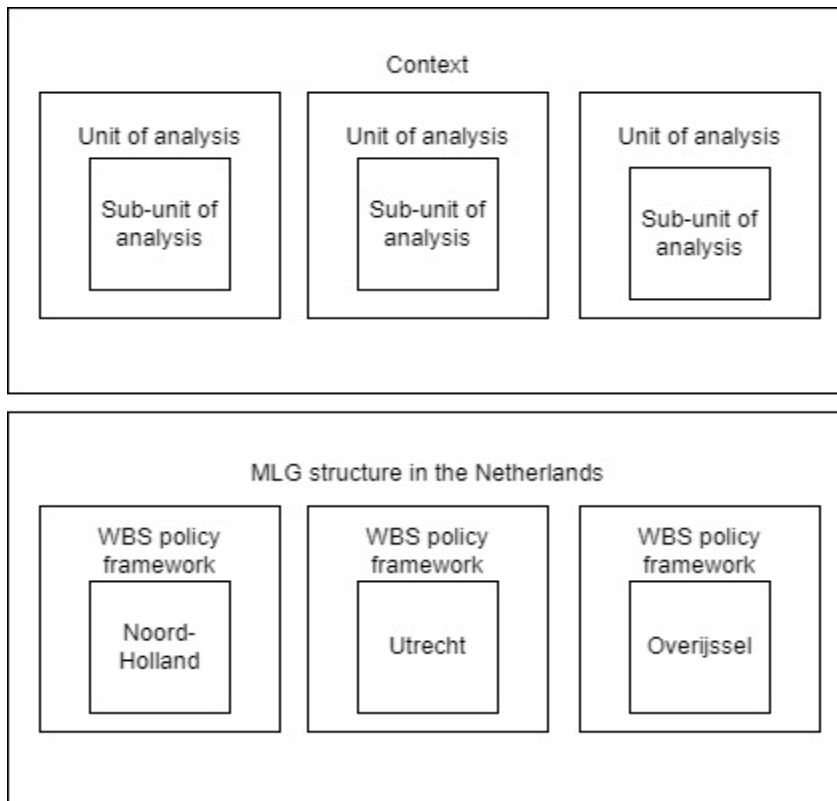 Context
Unit of analysis
Unit of analysis
Unit of analysis
Sub-unit of
analysis
Sub-unit of
analysis
Sub-unit of
analysis
MLG structure in the Netherlands
WBS policy
framework
WBS policy
framework
WBS policy
framework
Noord-
Holland
Utrecht
Overijssel